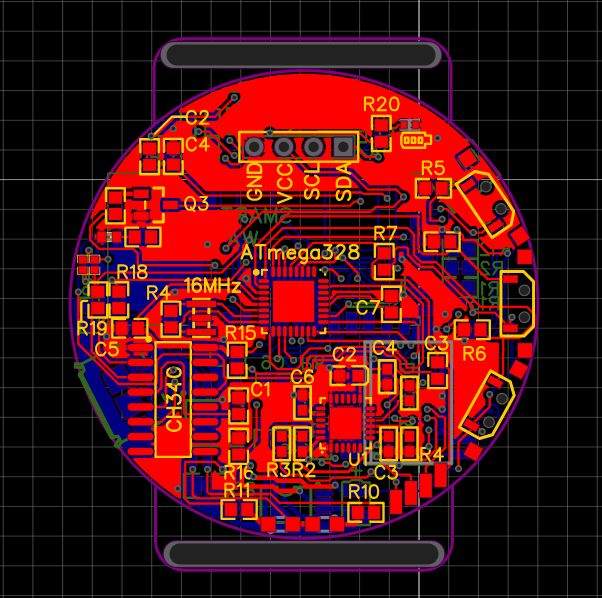 R20
C2
C4
R5
GND
VCC
SCL
SDA
Q3
R7
ATmega328
R18
16MHz
R4
C7
R19
R15
C5
C2
C4
C3
R6
CH340
C6
C1
R3
R2
U1
R4
C3
R16
R11
R10